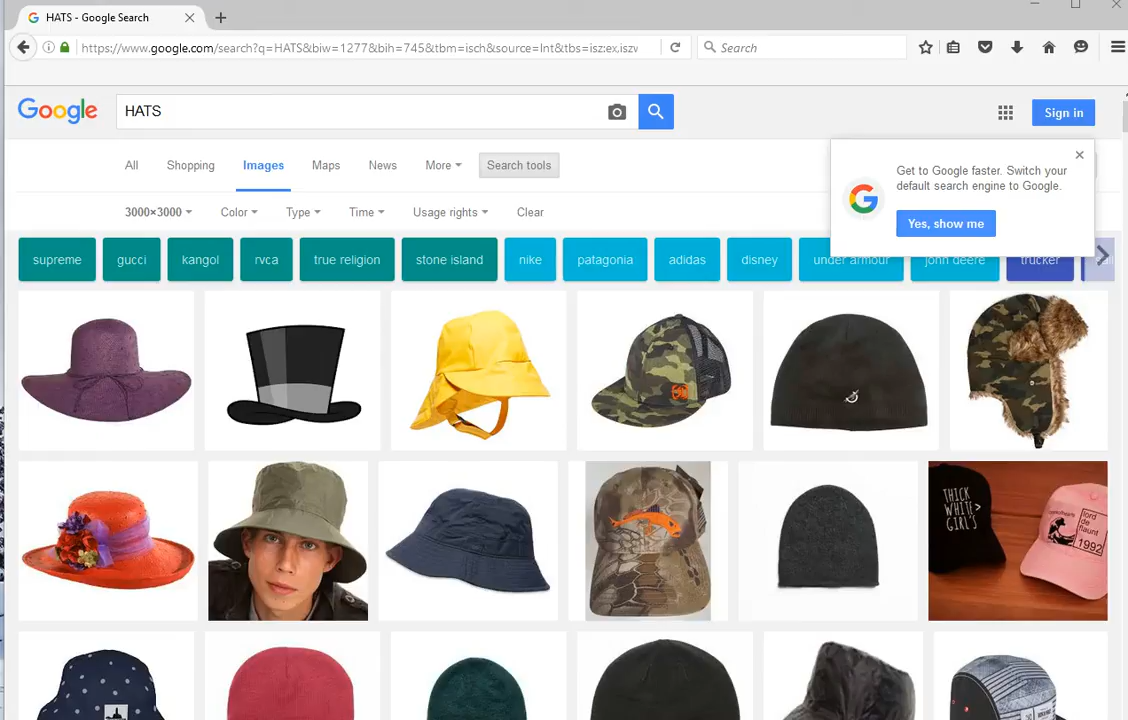 HATS - Google Search
https://www.google.com/search?q=HATS&biw=1277&bih=745&tbm=isch&source=lnt&tbs=isz:ex,iszv
Search
Google
HATS
Sign in
All Shopping Images Maps News More Search tools
Get to Google faster. Switch your
default search engine to Google.
Yes, show me
3000×3000 Color Type Time Usage rights Clear
supreme gucci kangol rvca true religion stone island nike patagonia adidas disney under armour john deere trucker
THICK
WHITE>
GIRL'S
lord
de
flaunt
1992